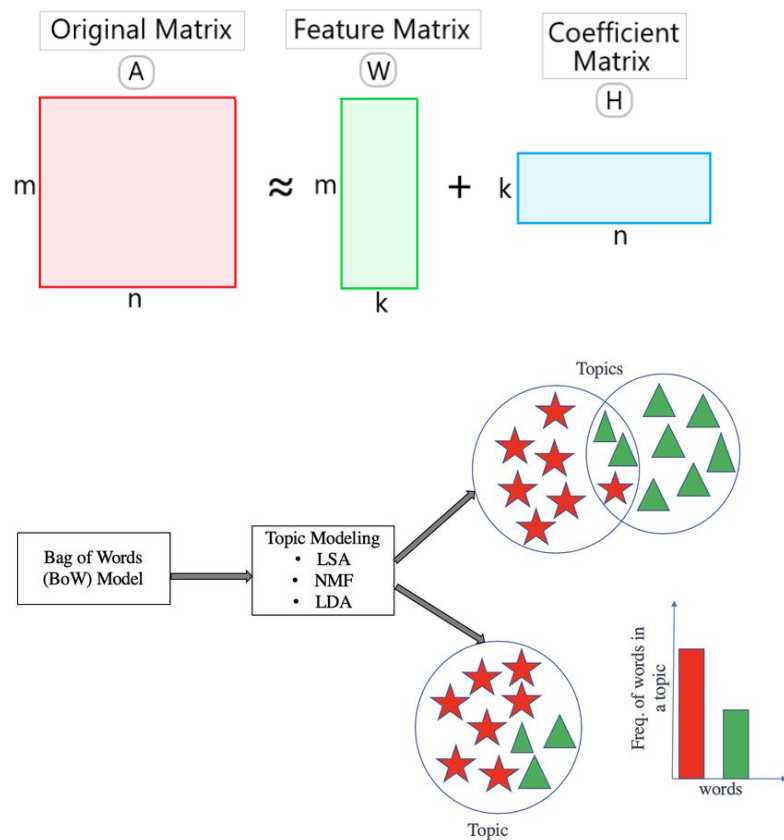 Original Matrix
Feature Matrix
Coefficient
Matrix
A
W
H
m
≈
m
+
k
n
k
n
Topics
Bag of Words
(BoW) Model
Topic Modeling
• LSA
• NMF
• LDA
Topic
Freq. of words in
a topic
words